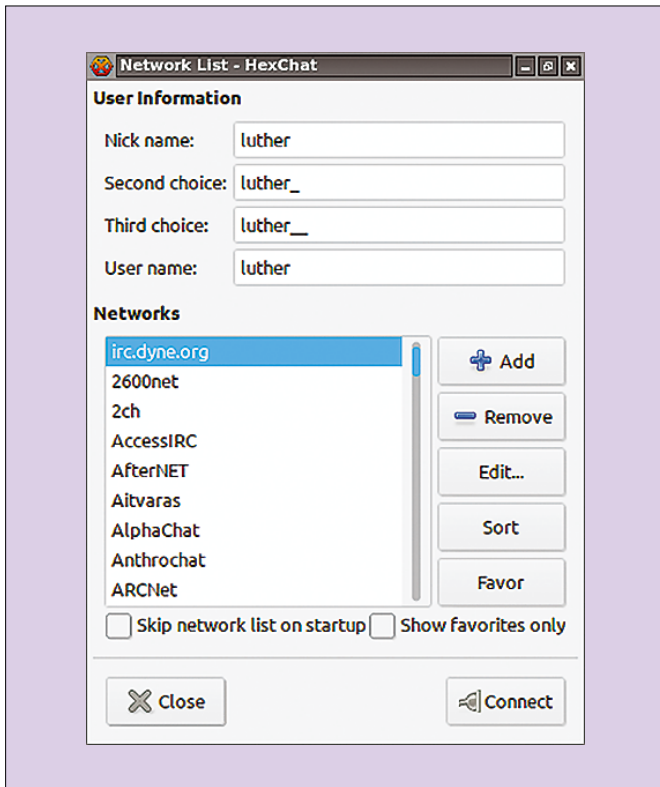 Network List - HexChat
User Information
Nick name: luther
Second choice: luther_
Third choice: luther__
User name: luther
Networks
irc.dyne.org
2600net
2ch
AccessIRC
AfterNET
Aitvaras
AlphaChat
Anthrochat
ARCNet
Add
Remove
Edit...
Sort
Favor
Skip network list on startup Show favorites only
Close Connect